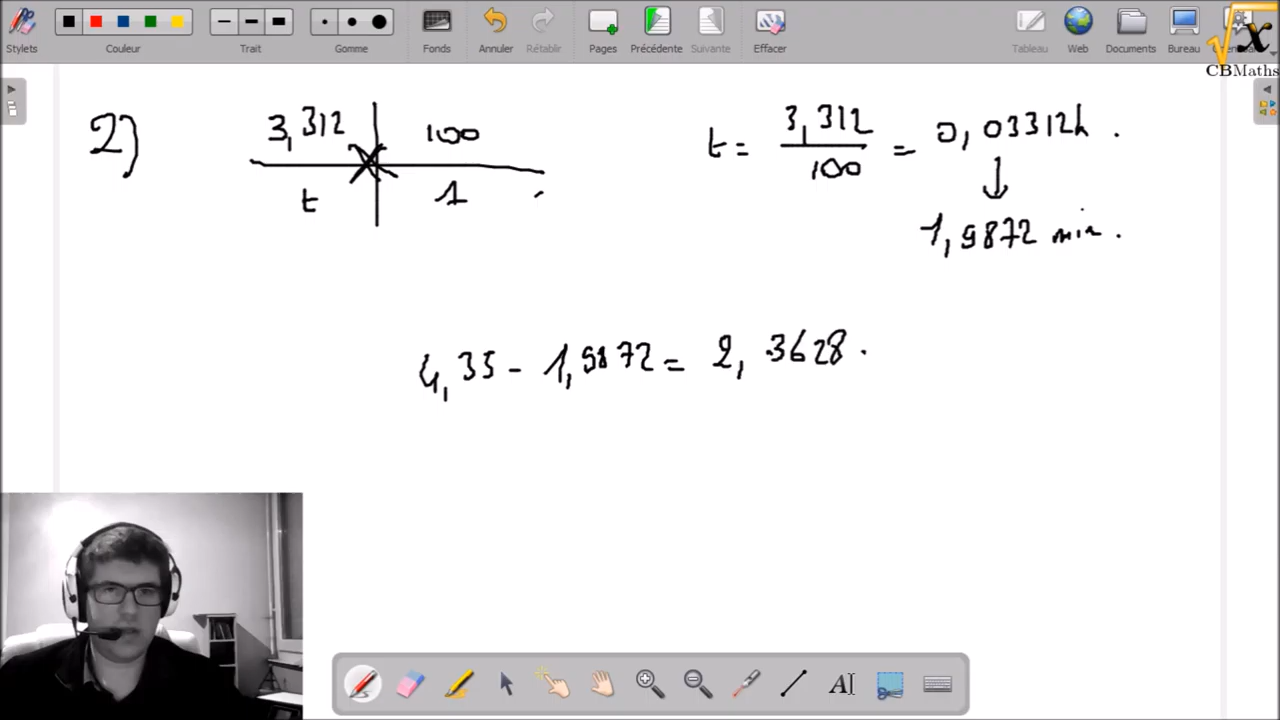 Stylets Couleur Trait Gomme Fonds Annuler Rétablir Pages Précédente Suivante Effacer Tableau Web Documents Bureau
√x
CBMaths
2)
3,312 100
t 1
t = 3,312 / 100 = 0,03312h.
↓
1,9872 min.
4,35 - 1,9872 = 2,3628.